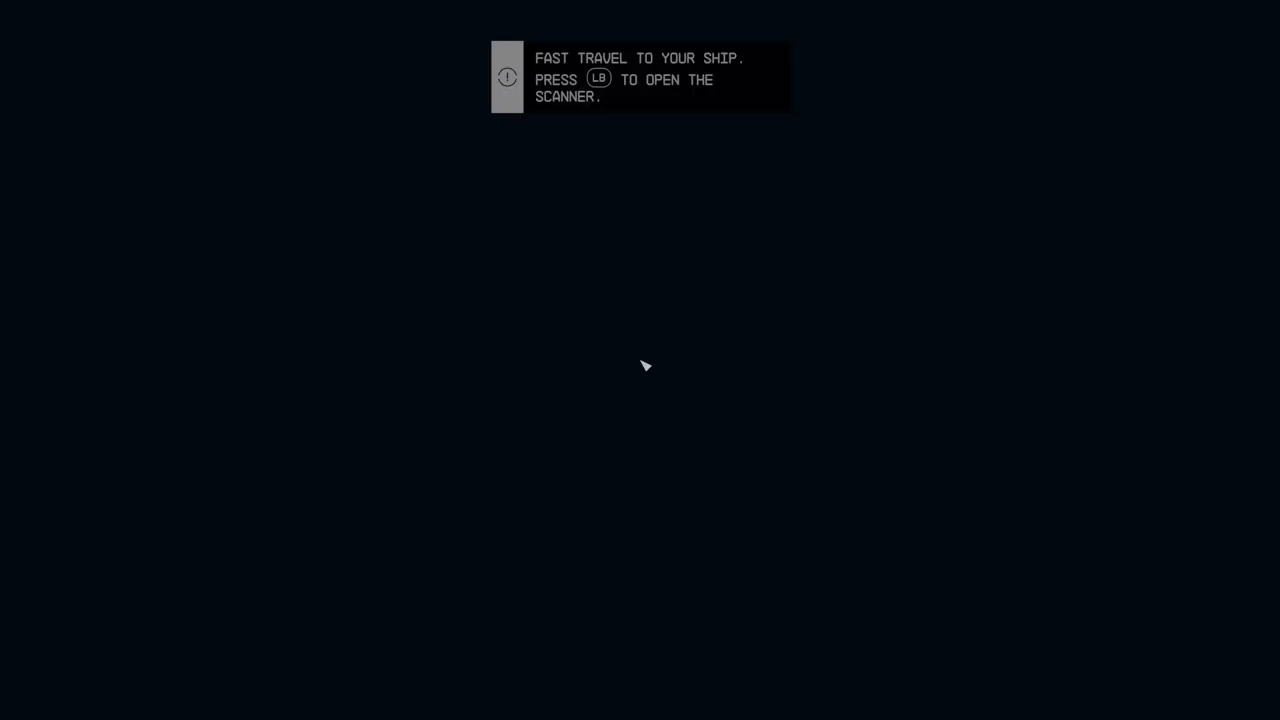 FAST TRAVEL TO YOUR SHIP.
PRESS LB TO OPEN THE
SCANNER.